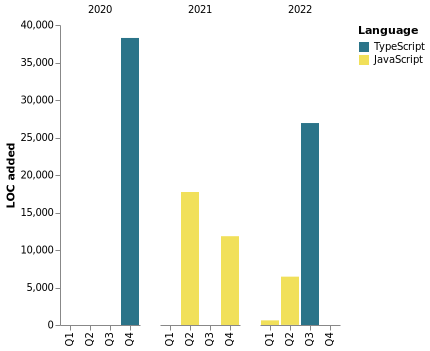 2020 2021 2022
LOC added
40,000
35,000
30,000
25,000
20,000
15,000
10,000
5,000
0
Q1 Q2 Q3 Q4 Q1 Q2 Q3 Q4 Q1 Q2 Q3 Q4
Language
TypeScript
JavaScript